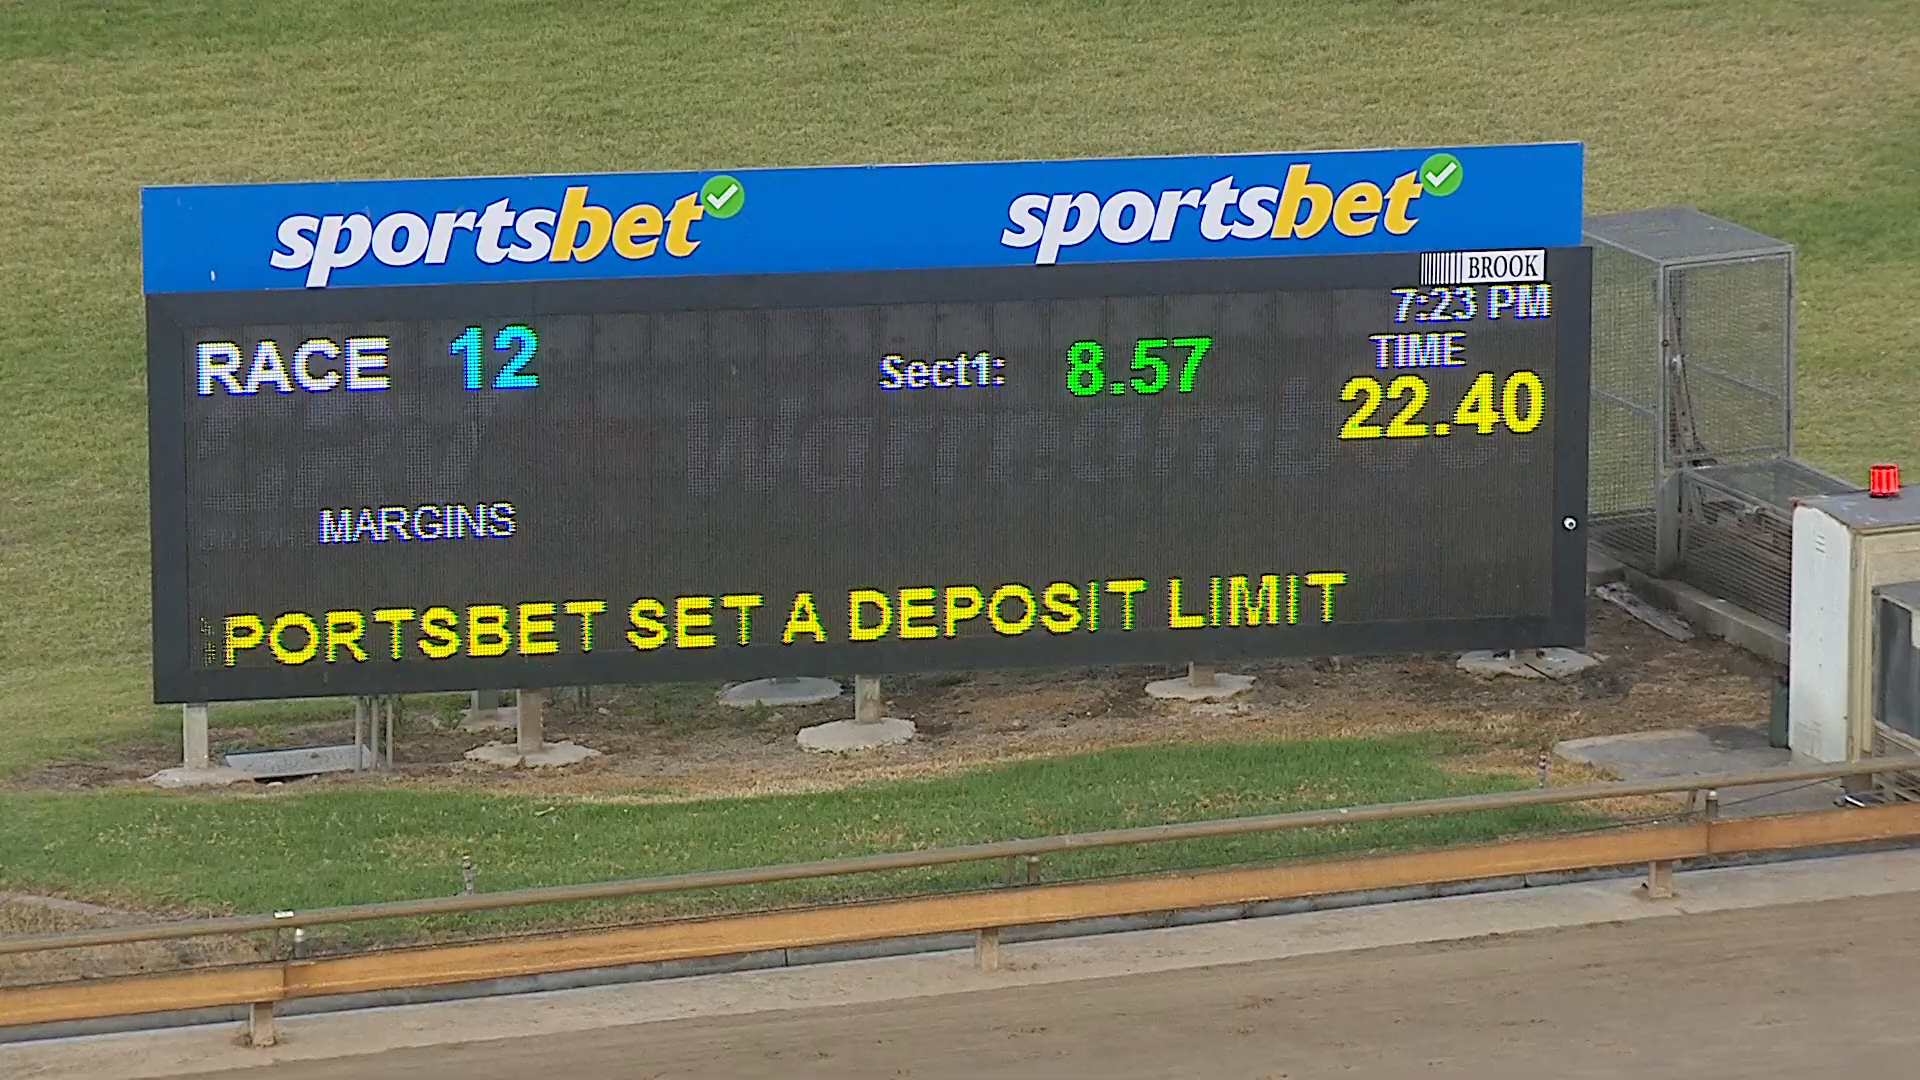 sportsbet sportsbet
BROOK
7:23 PM
RACE 12 Sect1: 8.57 TIME
22.40
MARGINS
PORTSBET SET A DEPOSIT LIMIT